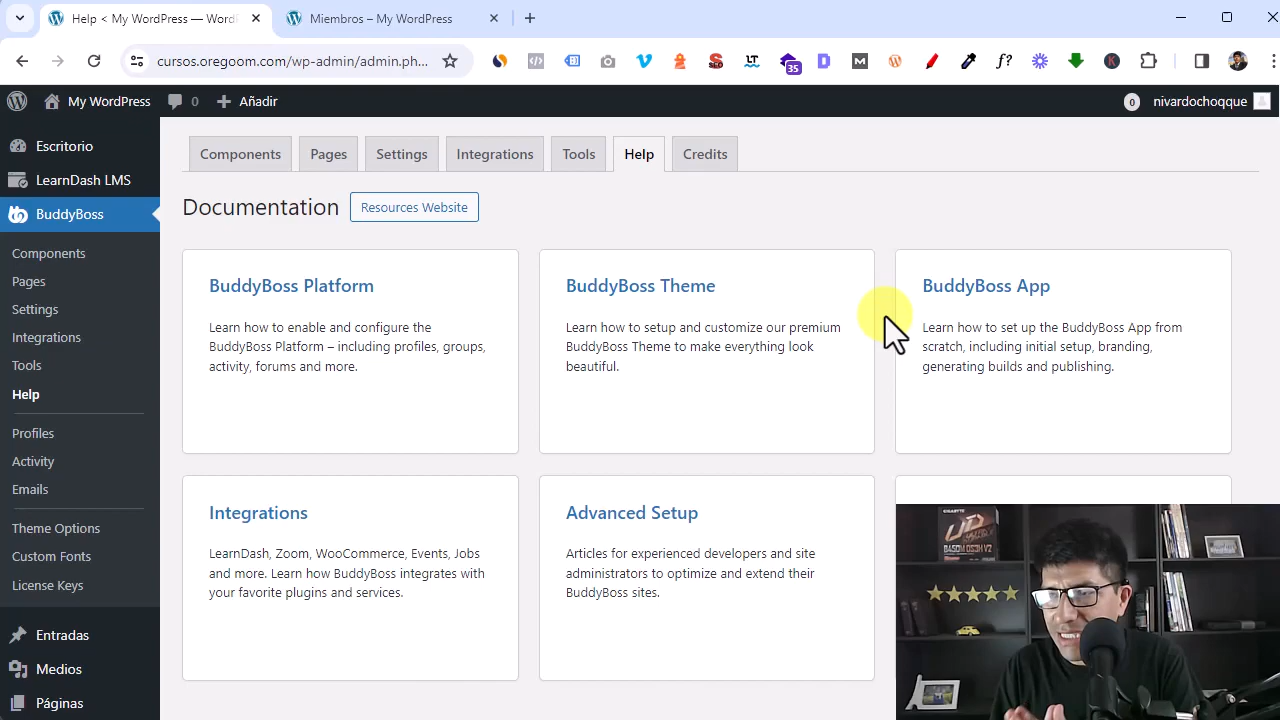 Help < My WordPress — Word
Miembros – My WordPress
cursos.oregoom.com/wp-admin/admin.ph...
35
My WordPress
0
Añadir
0
nivardochoqque
Escritorio
LearnDash LMS
BuddyBoss
Components
Pages
Settings
Integrations
Tools
Help
Profiles
Activity
Emails
Theme Options
Custom Fonts
License Keys
Entradas
Medios
Páginas
Components
Pages
Settings
Integrations
Tools
Help
Credits
Documentation
Resources Website
BuddyBoss Platform
Learn how to enable and configure the
BuddyBoss Platform – including profiles, groups,
activity, forums and more.
BuddyBoss Theme
Learn how to setup and customize our premium
BuddyBoss Theme to make everything look
beautiful.
BuddyBoss App
Learn how to set up the BuddyBoss App from
scratch, including initial setup, branding,
generating builds and publishing.
Integrations
LearnDash, Zoom, WooCommerce, Events, Jobs
and more. Learn how BuddyBoss integrates with
your favorite plugins and services.
Advanced Setup
Articles for experienced developers and site
administrators to optimize and extend their
BuddyBoss sites.
GIGABYTE
UD
B450M DS3H V2